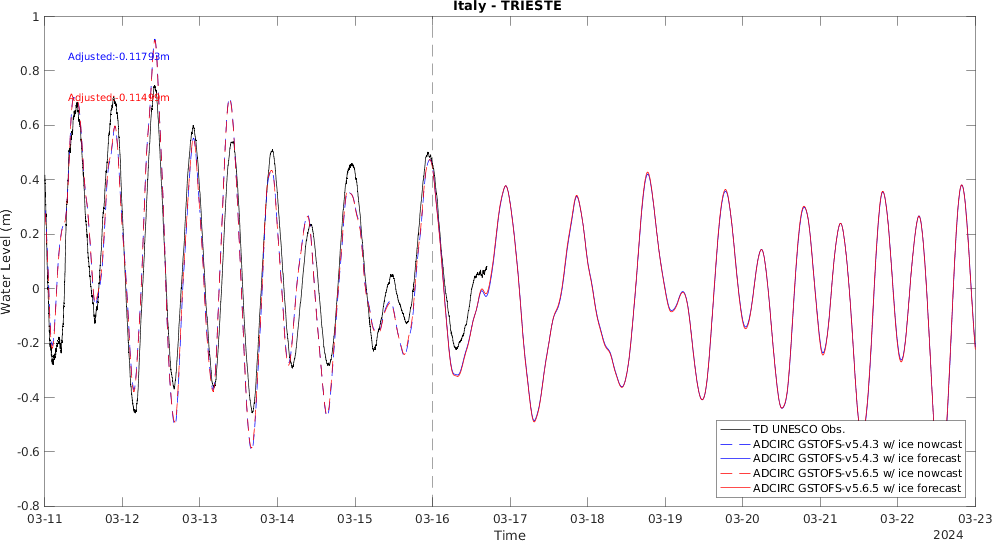 Italy - TRIESTE
Adjusted:-0.11793m
Adjusted:-0.11499m
Water Level (m)
1
0.8
0.6
0.4
0.2
0
-0.2
-0.4
-0.6
-0.8
TD UNESCO Obs.
ADCIRC GSTOFS-v5.4.3 w/ ice nowcast
ADCIRC GSTOFS-v5.4.3 w/ ice forecast
ADCIRC GSTOFS-v5.6.5 w/ ice nowcast
ADCIRC GSTOFS-v5.6.5 w/ ice forecast
03-11 03-12 03-13 03-14 03-15 03-16 03-17 03-18 03-19 03-20 03-21 03-22 03-23
Time
2024